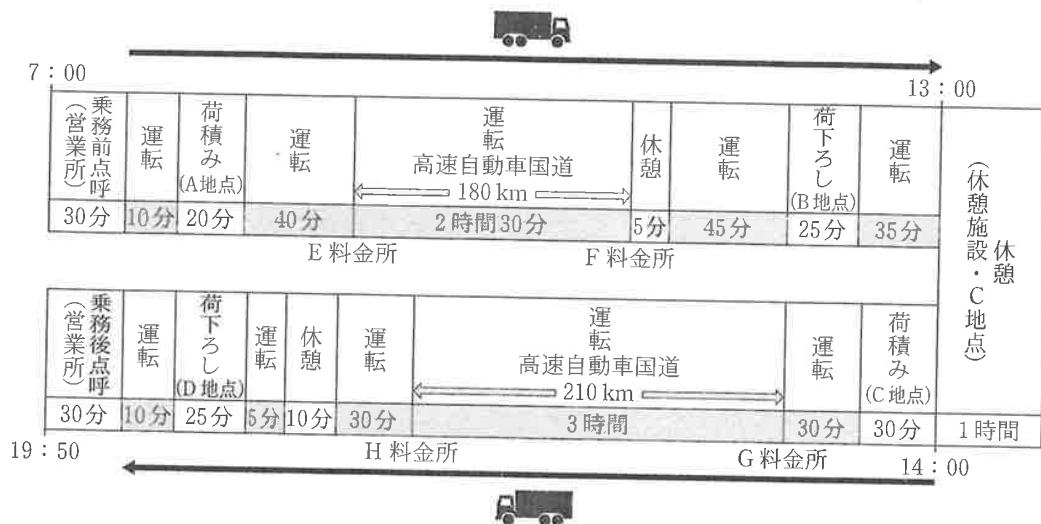 7：00
13：00
乗務前点呼
(営業所)
運転
荷積み
(A地点)
運転
運転
高速自動車国道
180 km
休憩
運転
荷下ろし
(B地点)
運転
30分
10分
20分
40分
2時間30分
5分
45分
25分
35分
E料金所
F料金所
休憩
(休憩施設・C地点)
1時間
乗務後点呼
(営業所)
運転
荷下ろし
(D地点)
運転
休憩
運転
運転
高速自動車国道
210 km
運転
荷積み
(C地点)
30分
10分
25分
5分
10分
30分
3時間
30分
30分
19：50
H料金所
G料金所
14：00